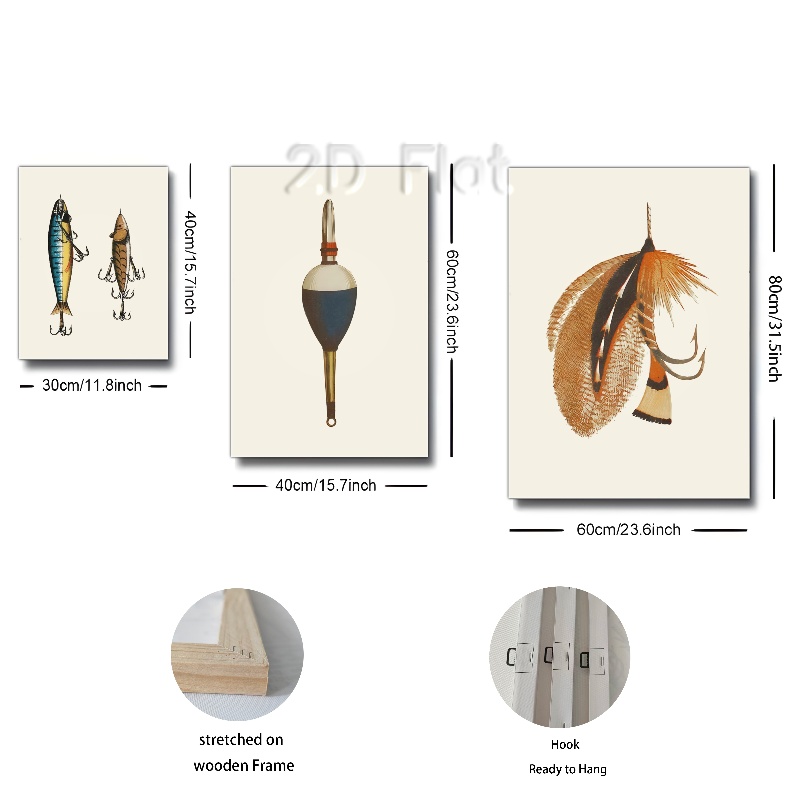 2D Flat
40cm/15.7inch
30cm/11.8inch
60cm/23.6inch
40cm/15.7inch
80cm/31.5inch
60cm/23.6inch
stretched on
wooden Frame
Hook
Ready to Hang